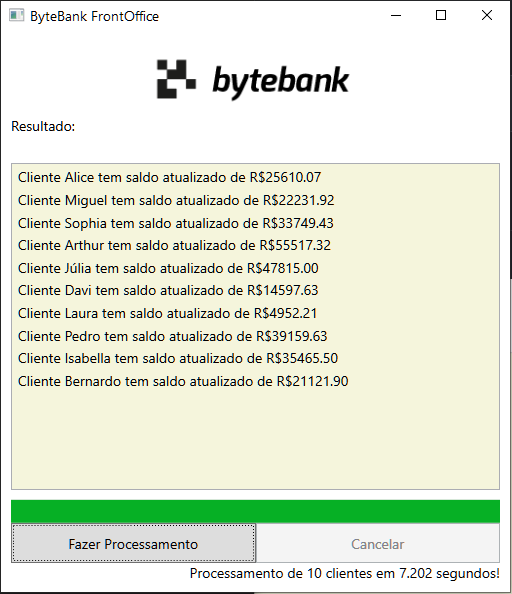 ByteBank FrontOffice
bytebank
Resultado:
Cliente Alice tem saldo atualizado de R$25610.07
Cliente Miguel tem saldo atualizado de R$22231.92
Cliente Sophia tem saldo atualizado de R$33749.43
Cliente Arthur tem saldo atualizado de R$55517.32
Cliente Júlia tem saldo atualizado de R$47815.00
Cliente Davi tem saldo atualizado de R$14597.63
Cliente Laura tem saldo atualizado de R$4952.21
Cliente Pedro tem saldo atualizado de R$39159.63
Cliente Isabella tem saldo atualizado de R$35465.50
Cliente Bernardo tem saldo atualizado de R$21121.90
Fazer Processamento
Cancelar
Processamento de 10 clientes em 7.202 segundos!